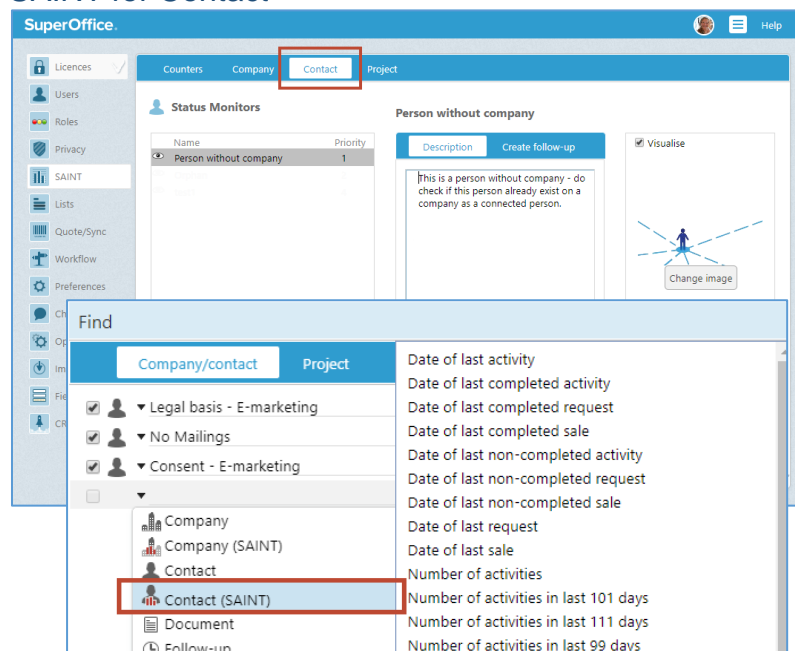 SuperOffice.
Help
Licences
Users
Roles
Privacy
SAINT
Lists
Quote/Sync
Workflow
Preferences
Counters Company Contact Project
Status Monitors
Name Priority
Person without company 1
Person without company
Description Create follow-up
This is a person without company - do
check if this person already exist on a
company as a connected person.
Visualise
Change image
Find
Company/contact Project
Legal basis - E-marketing
No Mailings
Consent - E-marketing
Company
Company (SAINT)
Contact
Contact (SAINT)
Document
Follow-up
Date of last activity
Date of last completed activity
Date of last completed request
Date of last completed sale
Date of last non-completed activity
Date of last non-completed request
Date of last non-completed sale
Date of last request
Date of last sale
Number of activities
Number of activities in last 101 days
Number of activities in last 111 days
Number of activities in last 99 days